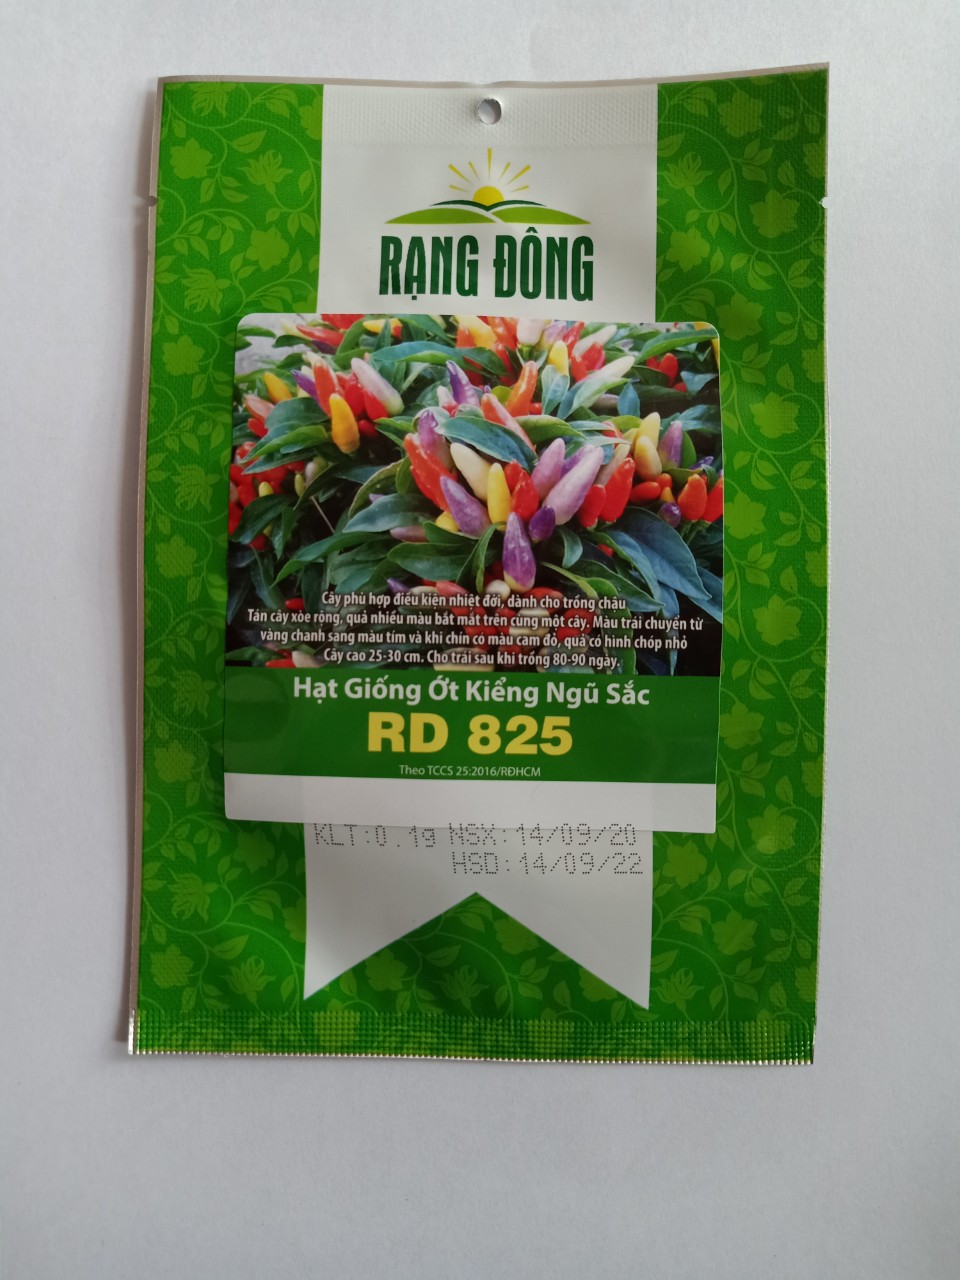 RẠNG ĐÔNG
Cây phù hợp điều kiện nhiệt đới, dành cho trồng chậu
Tán cây xòe rộng, quả nhiều màu bắt mắt trên cùng một cây. Màu trái chuyển từ
vàng chanh sang màu tím và khi chín có màu cam đỏ, quả có hình chóp nhỏ
Cây cao 25-30 cm. Cho trái sau khi trồng 80-90 ngày.
Hạt Giống Ớt Kiểng Ngũ Sắc
RD 825
Theo TCCS 25:2016/RĐHCM
KLT:0.1g NSX:14/09/20
HSD:14/09/22